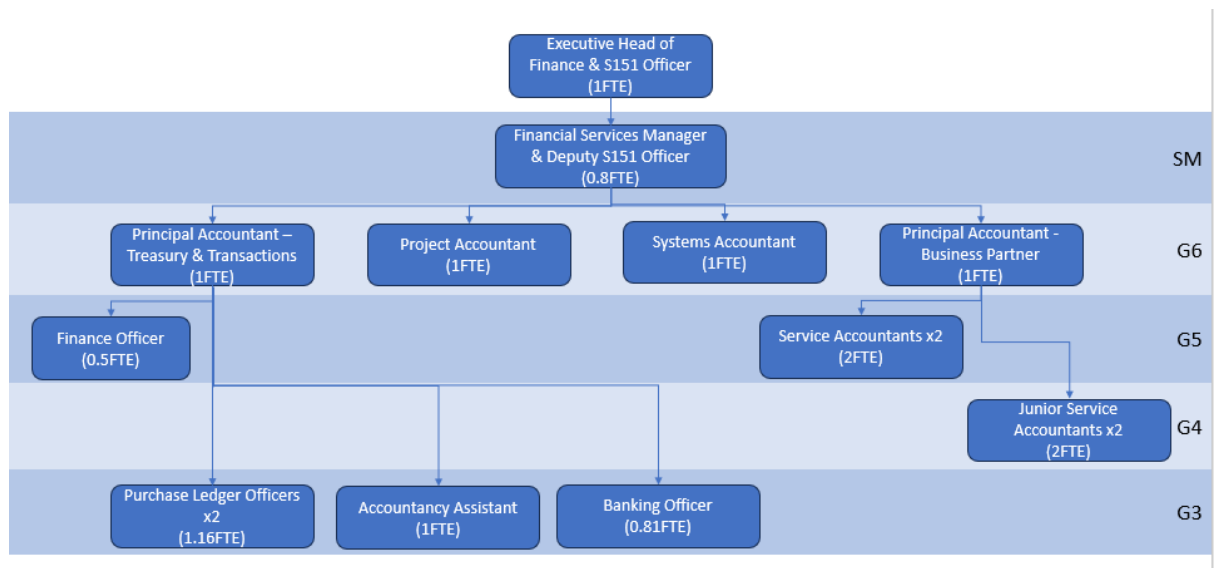 Executive Head of
Finance & S151 Officer
(1FTE)
Financial Services Manager
& Deputy S151 Officer
(0.8FTE)
SM
Principal Accountant –
Treasury & Transactions
(1FTE)
Project Accountant
(1FTE)
Systems Accountant
(1FTE)
Principal Accountant -
Business Partner
(1FTE)
G6
Finance Officer
(0.5FTE)
Service Accountants x2
(2FTE)
G5
Junior Service
Accountants x2
(2FTE)
G4
Purchase Ledger Officers
x2
(1.16FTE)
Accountancy Assistant
(1FTE)
Banking Officer
(0.81FTE)
G3